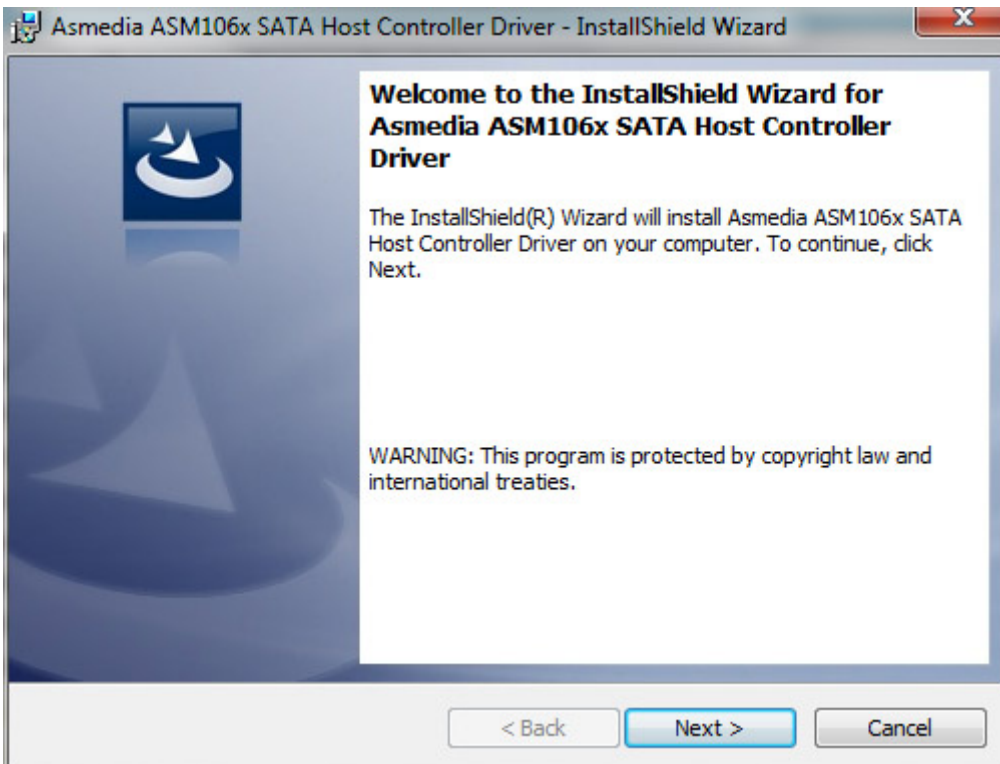 Asmedia ASM106x SATA Host Controller Driver - InstallShield Wizard
X
Welcome to the InstallShield Wizard for
Asmedia ASM106x SATA Host Controller
Driver
The InstallShield(R) Wizard will install Asmedia ASM106x SATA
Host Controller Driver on your computer. To continue, click
Next.
WARNING: This program is protected by copyright law and
international treaties.
< Back
Next >
Cancel